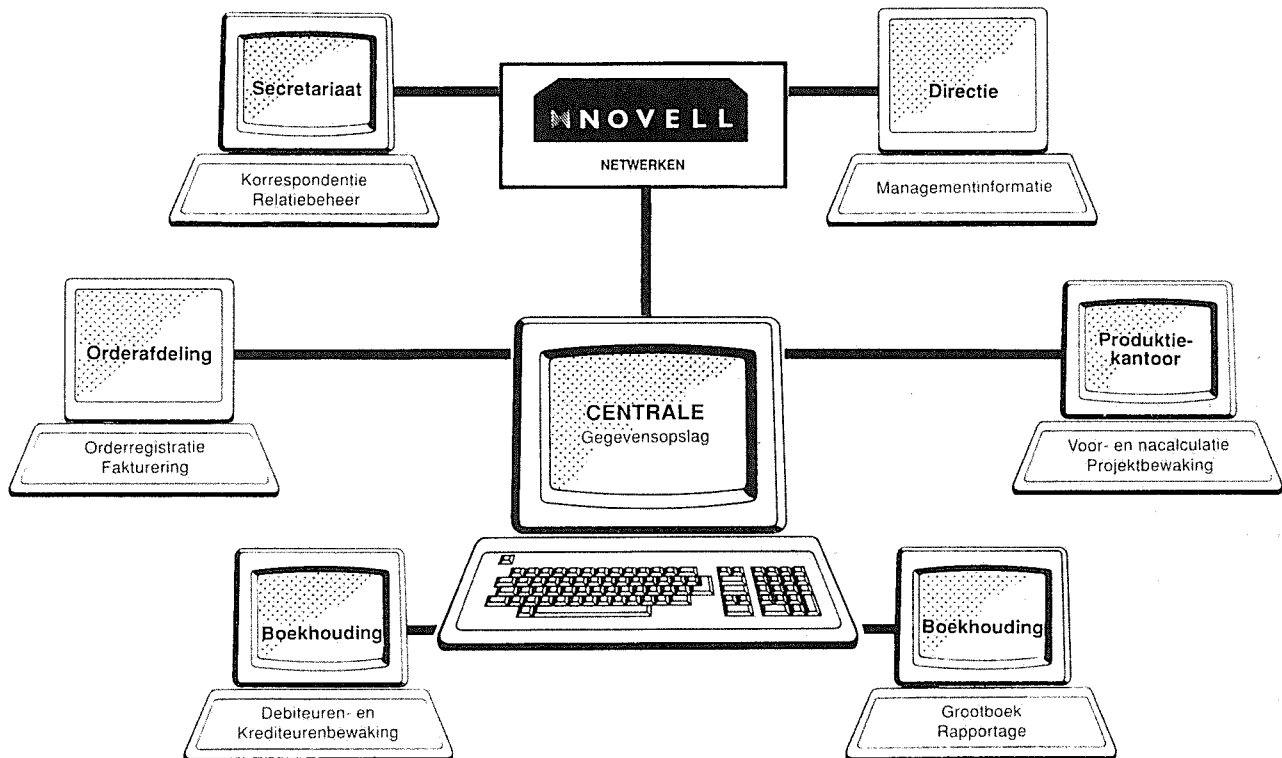 Secretariaat
Korrespondentie
Relatiebeheer
NOVELL
NETWERKEN
Directie
Managementinformatie
Orderafdeling
Orderregistratie
Fakturering
CENTRALE
Gegevensopslag
Produktie-
kantoor
Voor- en nacalculatie
Projektbewaking
Boekhouding
Debiteuren- en
Krediteurenbewaking
Boekhouding
Grootboek
Rapportage